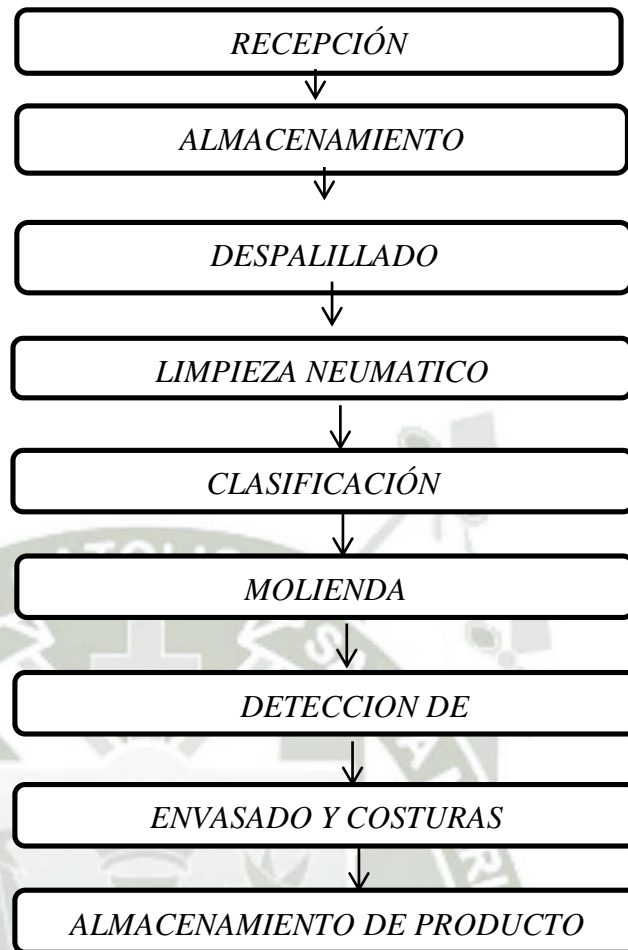 RECEPCIÓN
ALMACENAMIENTO
DESPALILLADO
LIMPIEZA NEUMATICO
CLASIFICACIÓN
MOLIENDA
DETECCION DE
ENVASADO Y COSTURAS
ALMACENAMIENTO DE PRODUCTO